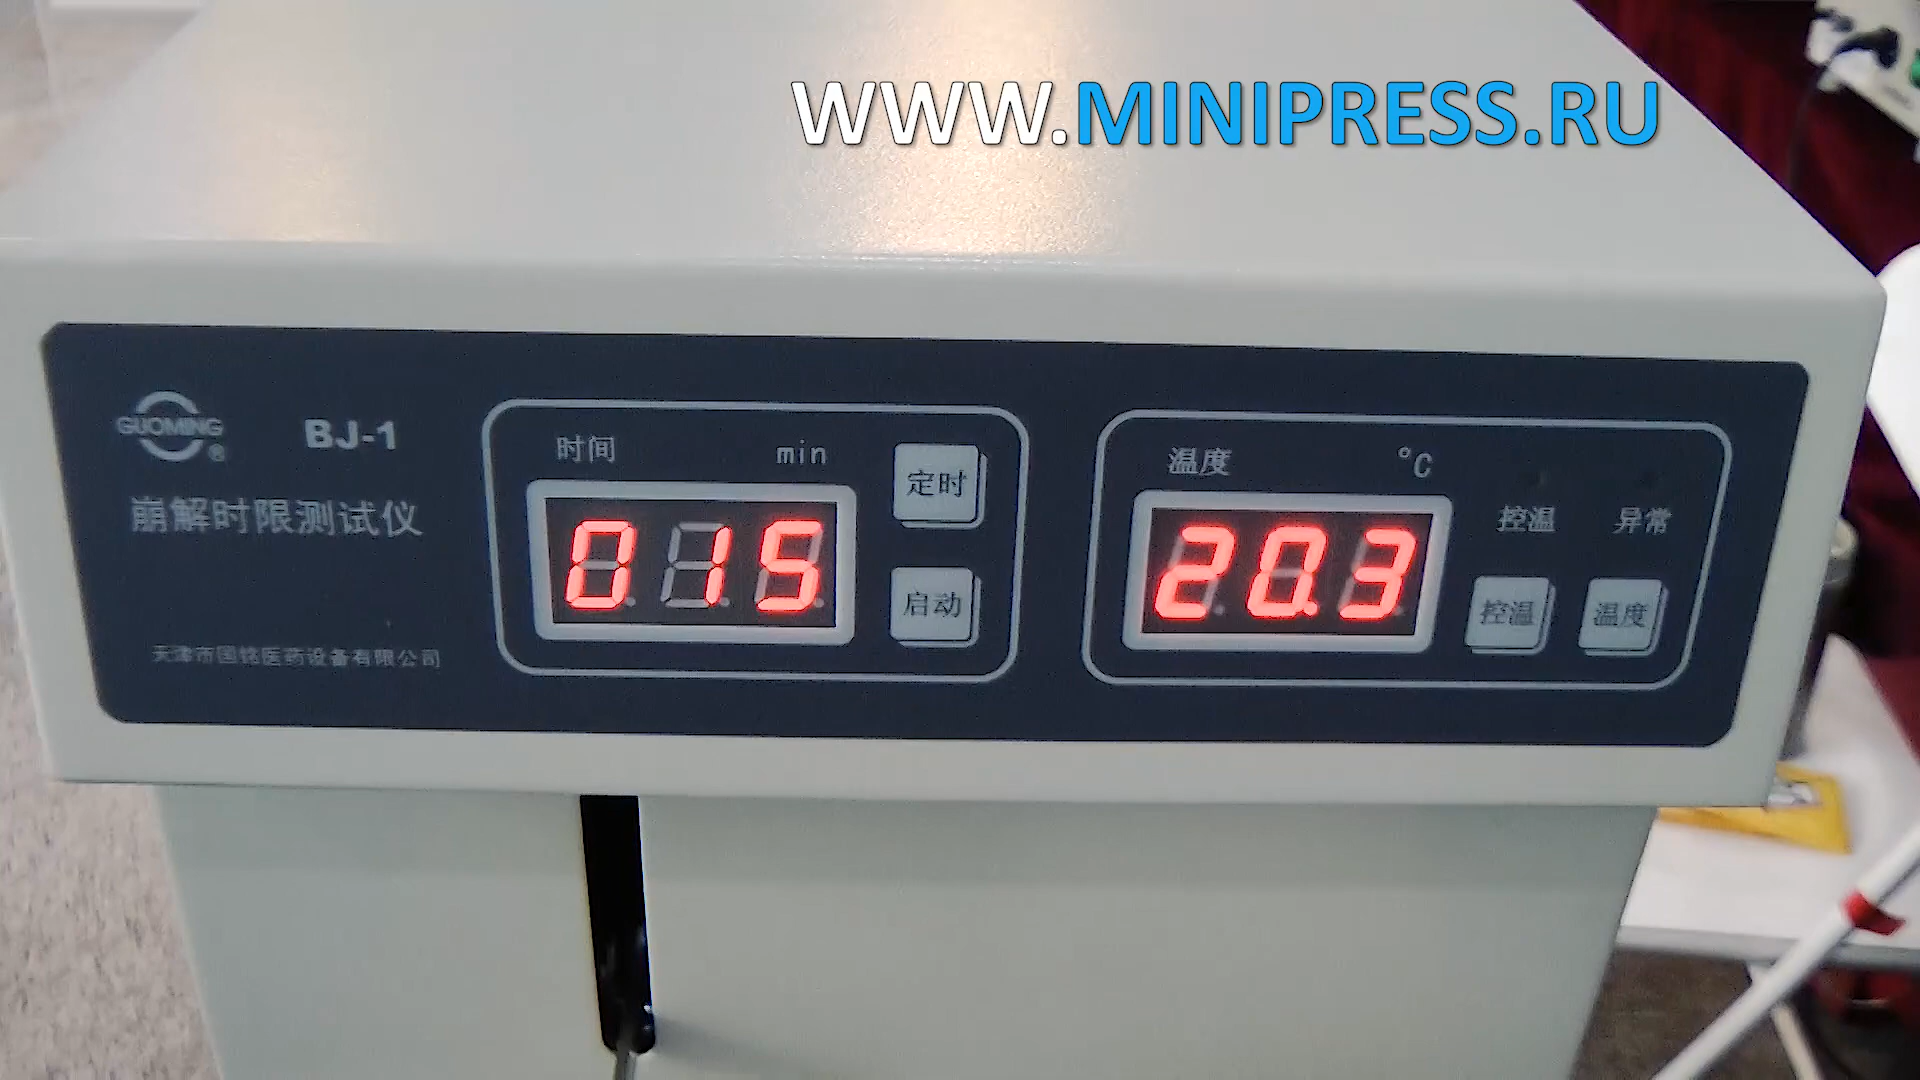 WWW.MINIPRESS.RU
GUOMING
®
BJ-1
崩解时限测试仪
天津市国铭医药设备有限公司
时间 min
015
定时
启动
温度 °C
20.3
控温 异常
控温 温度